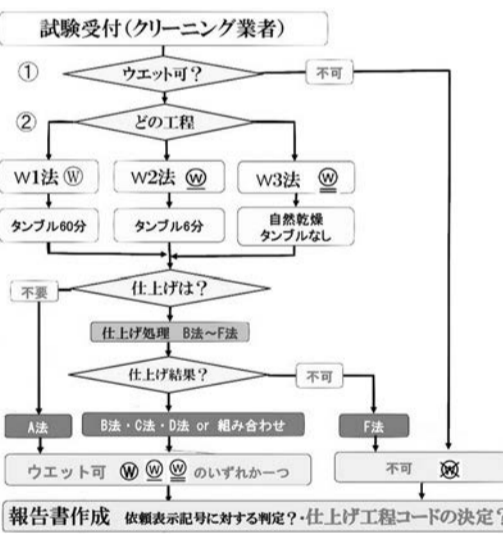 試験受付(クリーニング業者)
① ウエット可? 不可
② どの工程
W1法 Ⓦ W2法 Ⓦ W3法 Ⓦ
タンブル60分 タンブル6分 自然乾燥
タンブルなし
仕上げは?
不要
仕上げ処理 B法～F法
仕上げ結果? 不可
A法 B法・C法・D法 or 組み合わせ F法
ウエット可 Ⓦ Ⓦ Ⓦ のいずれか一つ 不可 Ⓦ
報告書作成 依頼表示記号に対する判定?・仕上げ工程コードの決定?